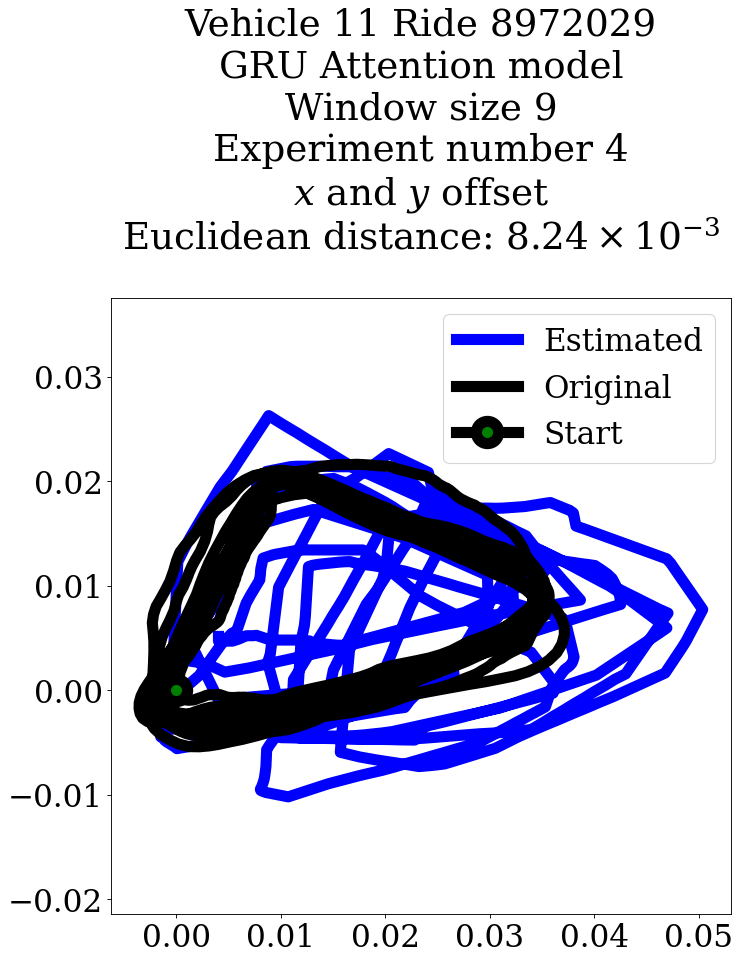 Vehicle 11 Ride 8972029
GRU Attention model
Window size 9
Experiment number 4
x and y offset
Euclidean distance: 8.24 × 10⁻³
Estimated
Original
Start
0.03
0.02
0.01
0.00
−0.01
−0.02
0.00 0.01 0.02 0.03 0.04 0.05